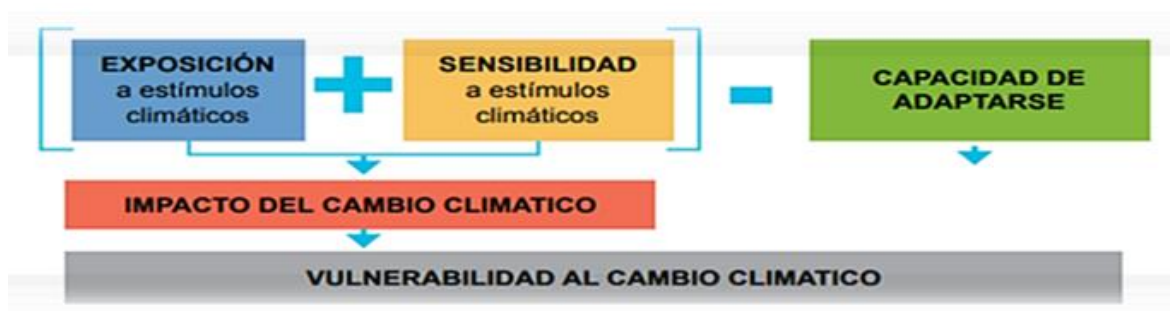 EXPOSICIÓN
a estímulos
climáticos
SENSIBILIDAD
a estímulos
climáticos
CAPACIDAD DE
ADAPTARSE
IMPACTO DEL CAMBIO CLIMATICO
VULNERABILIDAD AL CAMBIO CLIMATICO